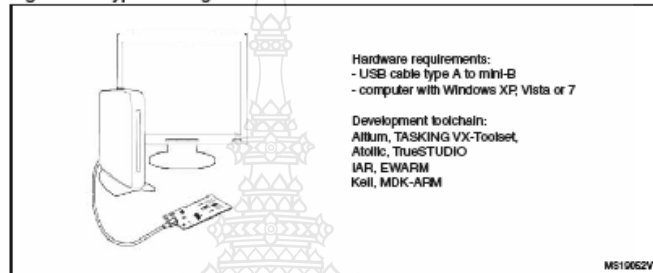 Hardware requirements:
- USB cable type A to mini-B
- computer with Windows XP, Vista or 7
Development toolchain:
Altium, TASKING VX-Toolset,
Atollic, TrueSTUDIO
IAR, EWARM
Keil, MDK-ARM